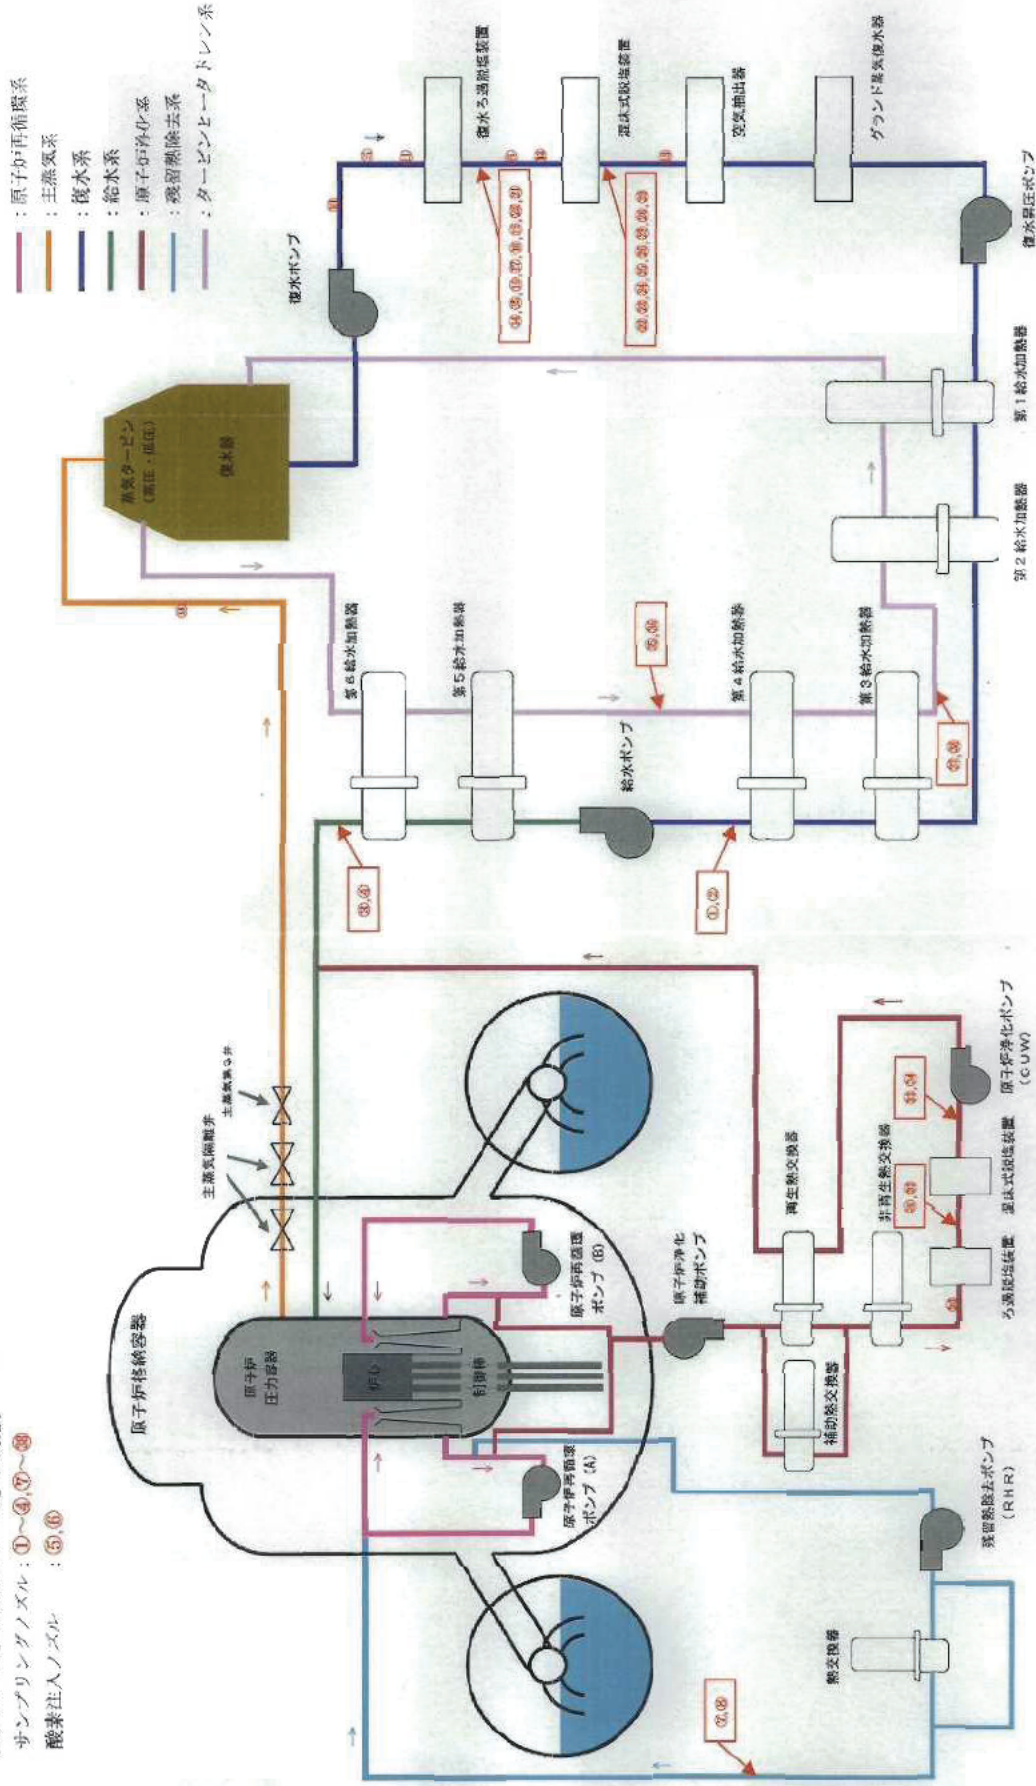 サンプリングノズル：①～④,⑦～㊳
酸素注入ノズル　：⑤,⑥
：原子炉再循環系
：主蒸気系
：復水系
：給水系
：原子炉浄化系
：残留熱除去系
：タービンヒータドレン系
原子炉格納容器
原子炉
圧力容器
炉心
制御棒
原子炉再循環
ポンプ (A)
原子炉再循環
ポンプ (B)
主蒸気隔離弁
蒸気タービン
(高圧・低圧)
復水器
復水ポンプ
復水ろ過脱塩装置
混床式脱塩装置
空気抽出器
グランド蒸気復水器
復水昇圧ポンプ
第１給水加熱器
第２給水加熱器
第３給水加熱器
第４給水加熱器
第５給水加熱器
第６給水加熱器
給水ポンプ
③,④
①,②
原子炉浄化
補助ポンプ
再生熱交換器
非再生熱交換器
補助熱交換器
ろ過脱塩装置
混床式脱塩装置
原子炉浄化ポンプ
(ＣＵＷ)
残留熱除去ポンプ
(ＲＨＲ)
熱交換器
⑦,⑧